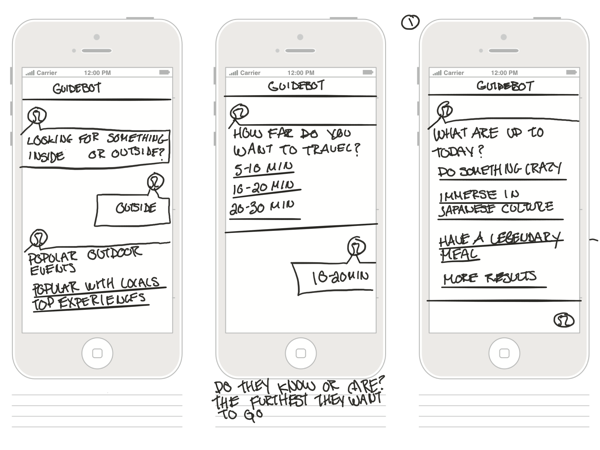 Carrier 12:00 PM
GUIDEBOT
LOOKING FOR SOMETHING
INSIDE OR OUTSIDE?
OUTSIDE
POPULAR OUTDOOR
EVENTS
POPULAR WITH LOCALS
TOP EXPERIENCES
Carrier 12:00 PM
GUIDEBOT
HOW FAR DO YOU
WANT TO TRAVEL?
5-10 MIN
10-20 MIN
20-30 MIN
10-20MIN
DO THEY KNOW OR CARE?
THE FURTHEST THEY WANT
TO GO
1
Carrier 12:00 PM
GUIDEBOT
WHAT ARE UP TO
TODAY?
DO SOMETHING CRAZY
IMMERSE IN
JAPANESE CULTURE
HAVE A LEGENDARY
MEAL
MORE RESULTS